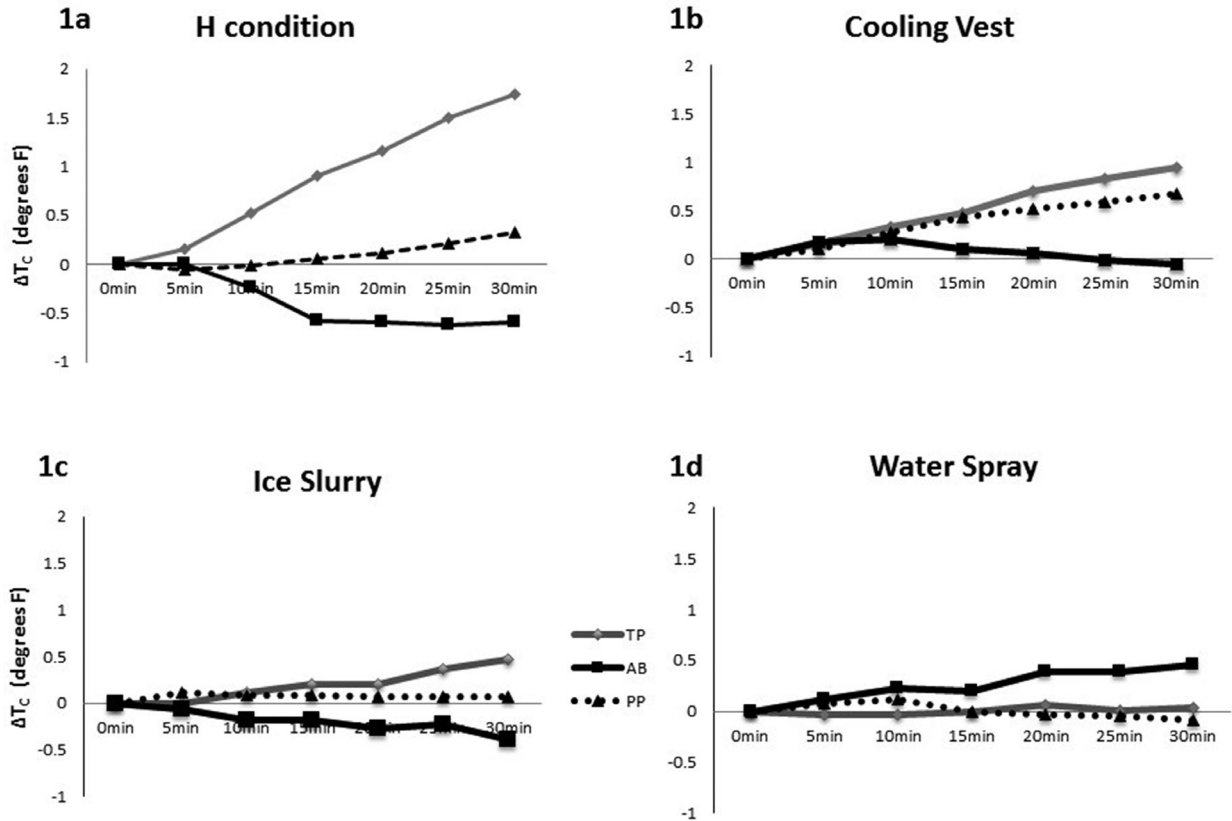 1a
H condition
2
1.5
1
0.5
0
-0.5
-1
ΔTC (degrees F)
0min 5min 10min 15min 20min 25min 30min
1b
Cooling Vest
2
1.5
1
0.5
0
-0.5
-1
0min 5min 10min 15min 20min 25min 30min
1c
Ice Slurry
2
1.5
1
0.5
0
-0.5
-1
ΔTC (degrees F)
0min 5min 10min 15min 20min 25min 30min
TP
AB
PP
1d
Water Spray
2
1.5
1
0.5
0
-0.5
-1
0min 5min 10min 15min 20min 25min 30min